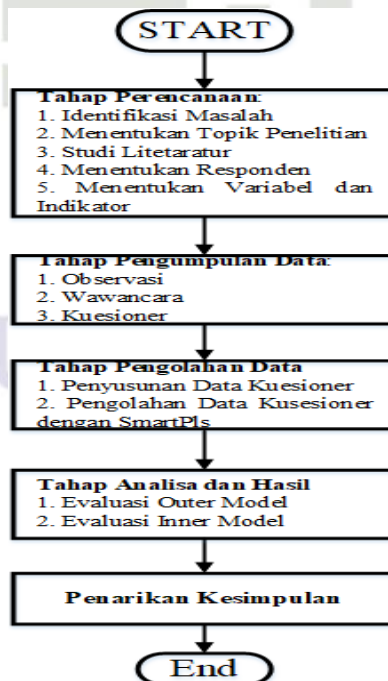 START
Tahap Perencanaan:
1. Identifikasi Masalah
2. Menentukan Topik Penelitian
3. Studi Litetaratur
4. Menentukan Responden
5. Menentukan Variabel dan
Indikator
Tahap Pengumpulan Data:
1. Observasi
2. Wawancara
3. Kuesioner
Tahap Pengolahan Data
1. Penyusunan Data Kuesioner
2. Pengolahan Data Kusesioner
dengan SmartPls
Tahap Analisa dan Hasil
1. Evaluasi Outer Model
2. Evaluasi Inner Model
Penarikan Kesimpulan
End